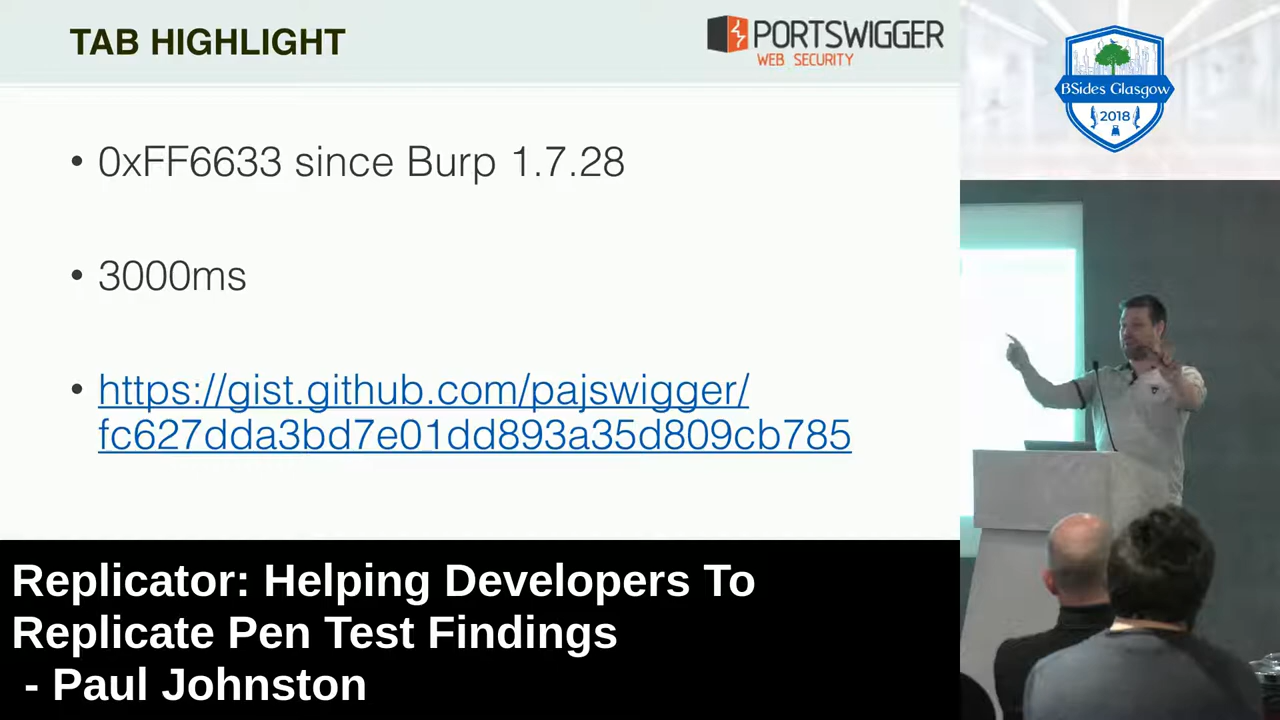 TAB HIGHLIGHT
PORTSWIGGER
WEB SECURITY
• 0xFF6633 since Burp 1.7.28
• 3000ms
• https://gist.github.com/pajswigger/
fc627dda3bd7e01dd893a35d809cb785
BSides Glasgow
2018
Replicator: Helping Developers To
Replicate Pen Test Findings
- Paul Johnston